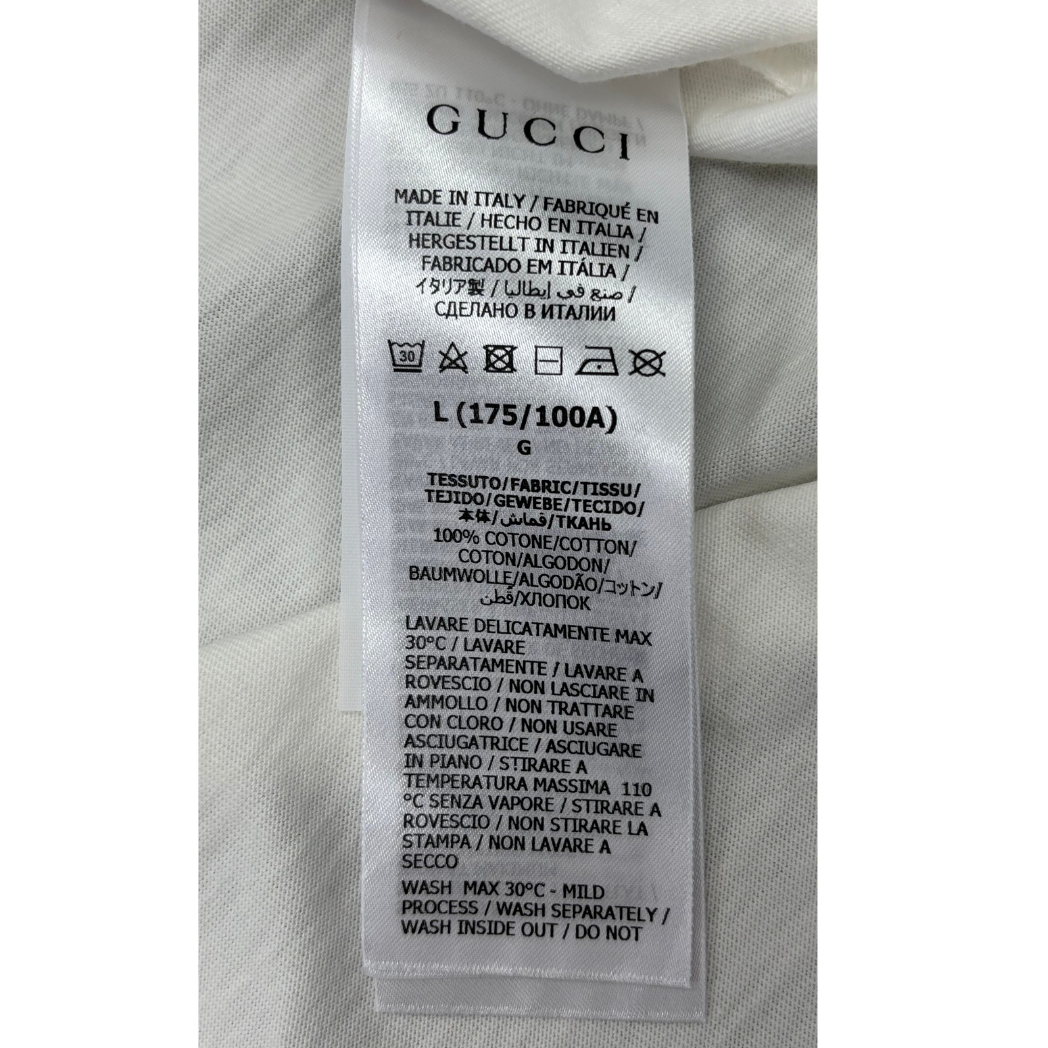 GUCCI
MADE IN ITALY / FABRIQUÉ EN
ITALIE / HECHO EN ITALIA /
HERGESTELLT IN ITALIEN /
FABRICADO EM ITÁLIA /
イタリア製 / صنع في إيطاليا /
СДЕЛАНО В ИТАЛИИ
30
L (175/100A)
G
TESSUTO/FABRIC/TISSU/
TEJIDO/GEWEBE/TECIDO/
本体/قماش/ТКАНЬ
100% COTONE/COTTON/
COTON/ALGODON/
BAUMWOLLE/ALGODÃO/コットン/
قطن/ХЛОПОК
LAVARE DELICATAMENTE MAX
30°C / LAVARE
SEPARATAMENTE / LAVARE A
ROVESCIO / NON LASCIARE IN
AMMOLLO / NON TRATTARE
CON CLORO / NON USARE
ASCIUGATRICE / ASCIUGARE
IN PIANO / STIRARE A
TEMPERATURA MASSIMA 110
°C SENZA VAPORE / STIRARE A
ROVESCIO / NON STIRARE LA
STAMPA / NON LAVARE A
SECCO
WASH MAX 30°C - MILD
PROCESS / WASH SEPARATELY /
WASH INSIDE OUT / DO NOT